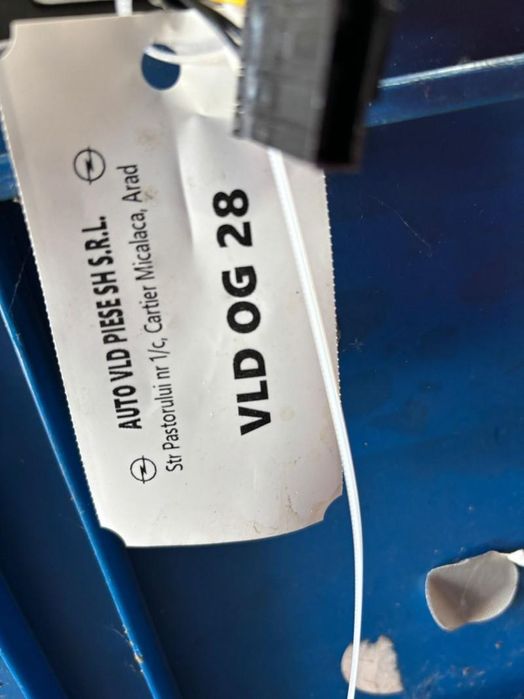 AUTO VLD PIESE SH S.R.L.
Str Pastorului nr 1/c, Cartier Micalaca, Arad
VLD OG 28